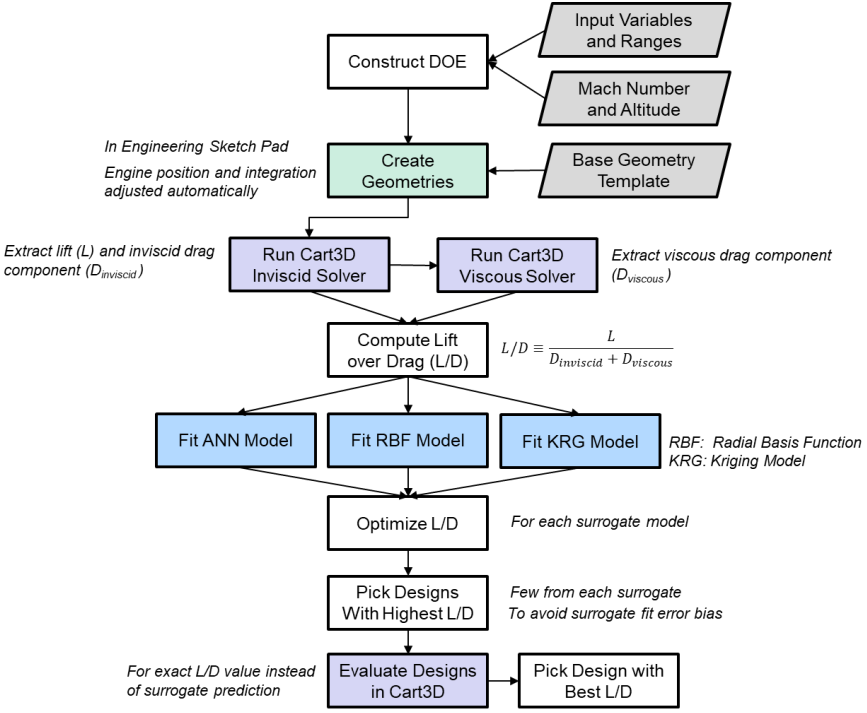 Input Variables
and Ranges
Construct DOE
Mach Number
and Altitude
In Engineering Sketch Pad
Engine position and integration
adjusted automatically
Create
Geometries
Base Geometry
Template
Extract lift (L) and inviscid drag
component (D_inviscid)
Run Cart3D
Inviscid Solver
Run Cart3D
Viscous Solver
Extract viscous drag component
(D_viscous)
Compute Lift
over Drag (L/D)
L/D ≡ L / (D_inviscid + D_viscous)
Fit ANN Model
Fit RBF Model
Fit KRG Model
RBF: Radial Basis Function
KRG: Kriging Model
Optimize L/D
For each surrogate model
Pick Designs
With Highest L/D
Few from each surrogate
To avoid surrogate fit error bias
For exact L/D value instead
of surrogate prediction
Evaluate Designs
in Cart3D
Pick Design with
Best L/D